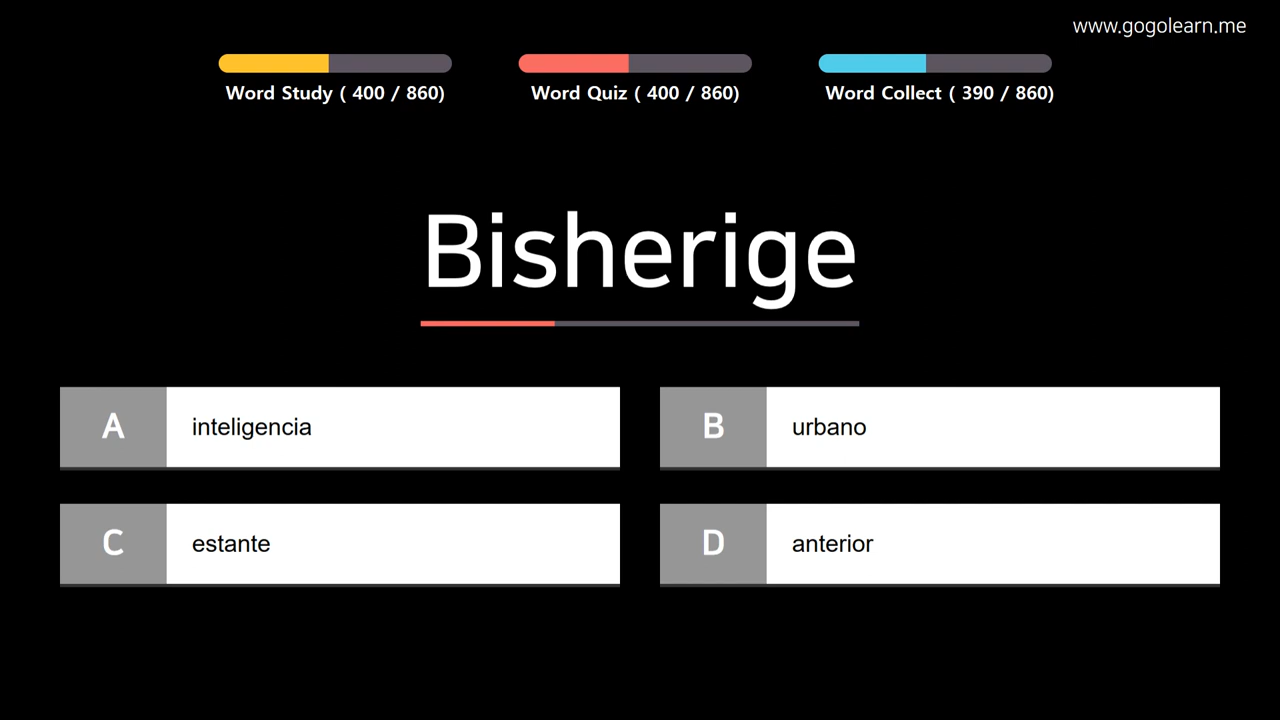 www.gogolearn.me
Word Study ( 400 / 860)
Word Quiz ( 400 / 860)
Word Collect ( 390 / 860)
Bisherige
A inteligencia
B urbano
C estante
D anterior